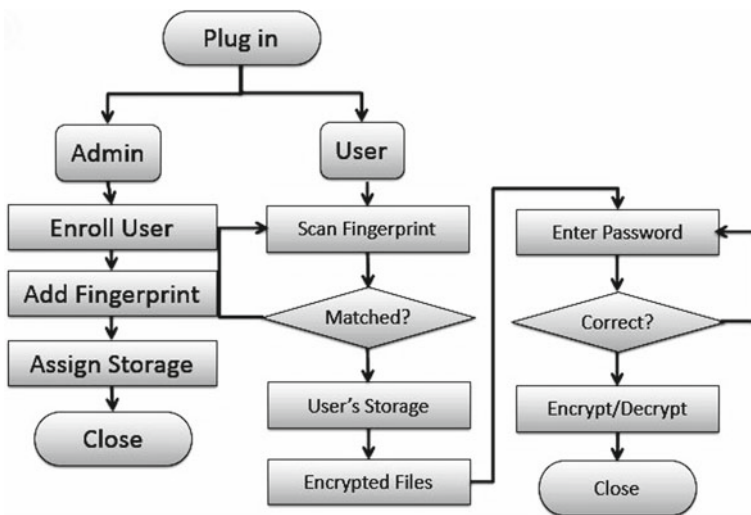 Plug in
Admin
Enroll User
Add Fingerprint
Assign Storage
Close
User
Scan Fingerprint
Matched?
User's Storage
Encrypted Files
Enter Password
Correct?
Encrypt/Decrypt
Close